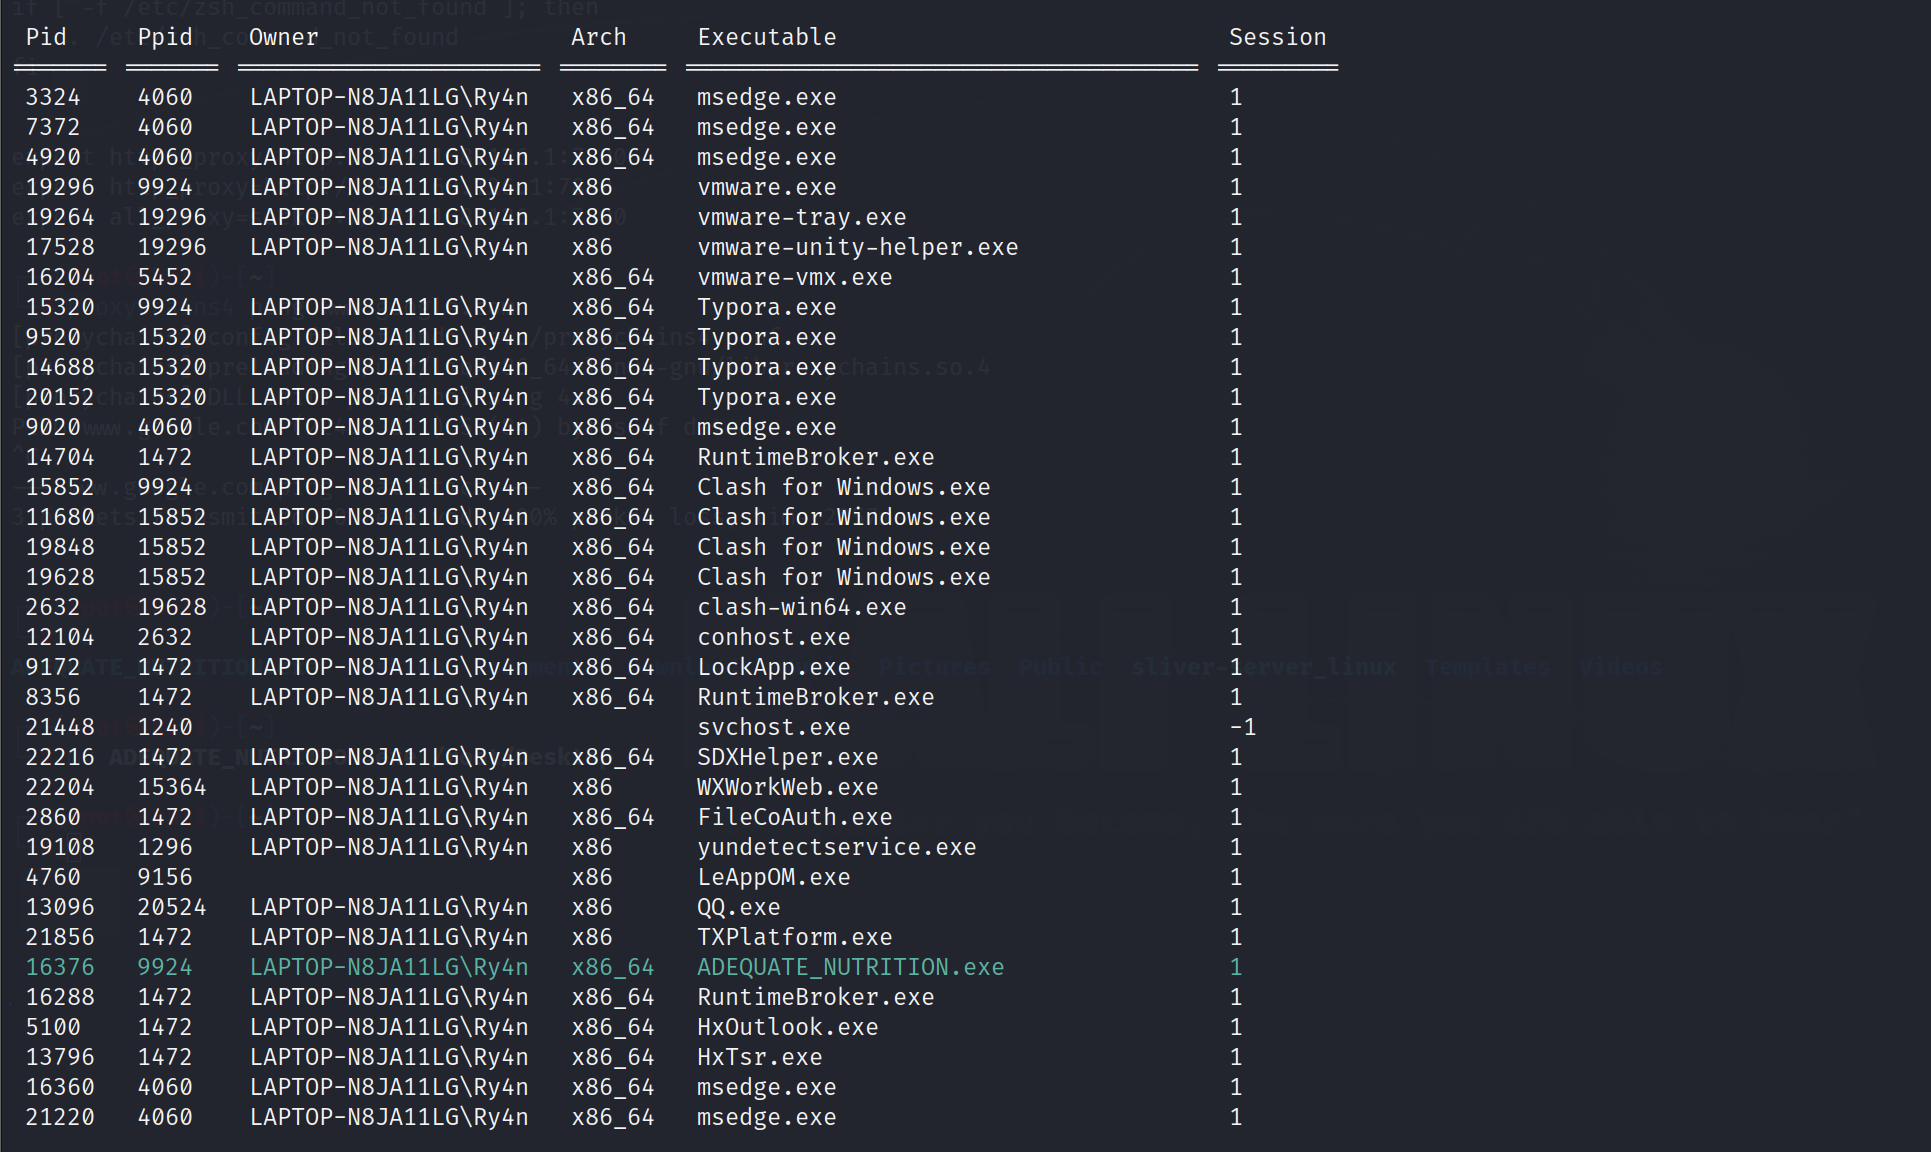 if [ -f /etc/zsh_command_not_found ]; then
Pid Ppid Owner Arch Executable Session
3324 4060 LAPTOP-N8JA11LG\Ry4n x86_64 msedge.exe 1
7372 4060 LAPTOP-N8JA11LG\Ry4n x86_64 msedge.exe 1
4920 4060 LAPTOP-N8JA11LG\Ry4n x86_64 msedge.exe 1
19296 9924 LAPTOP-N8JA11LG\Ry4n x86 vmware.exe 1
19264 19296 LAPTOP-N8JA11LG\Ry4n x86 vmware-tray.exe 1
17528 19296 LAPTOP-N8JA11LG\Ry4n x86 vmware-unity-helper.exe 1
16204 5452 x86_64 vmware-vmx.exe 1
15320 9924 LAPTOP-N8JA11LG\Ry4n x86_64 Typora.exe 1
9520 15320 LAPTOP-N8JA11LG\Ry4n x86_64 Typora.exe 1
14688 15320 LAPTOP-N8JA11LG\Ry4n x86_64 Typora.exe 1
20152 15320 LAPTOP-N8JA11LG\Ry4n x86_64 Typora.exe 1
9020 4060 LAPTOP-N8JA11LG\Ry4n x86_64 msedge.exe 1
14704 1472 LAPTOP-N8JA11LG\Ry4n x86_64 RuntimeBroker.exe 1
15852 9924 LAPTOP-N8JA11LG\Ry4n x86_64 Clash for Windows.exe 1
11680 15852 LAPTOP-N8JA11LG\Ry4n x86_64 Clash for Windows.exe 1
19848 15852 LAPTOP-N8JA11LG\Ry4n x86_64 Clash for Windows.exe 1
19628 15852 LAPTOP-N8JA11LG\Ry4n x86_64 Clash for Windows.exe 1
2632 19628 LAPTOP-N8JA11LG\Ry4n x86_64 clash-win64.exe 1
12104 2632 LAPTOP-N8JA11LG\Ry4n x86_64 conhost.exe 1
9172 1472 LAPTOP-N8JA11LG\Ry4n x86_64 LockApp.exe 1
Pictures Public sliver-server_linux Templates Videos
8356 1472 LAPTOP-N8JA11LG\Ry4n x86_64 RuntimeBroker.exe 1
21448 1240 svchost.exe -1
22216 1472 LAPTOP-N8JA11LG\Ry4n x86_64 SDXHelper.exe 1
22204 15364 LAPTOP-N8JA11LG\Ry4n x86 WXWorkWeb.exe 1
2860 1472 LAPTOP-N8JA11LG\Ry4n x86_64 FileCoAuth.exe 1
19108 1296 LAPTOP-N8JA11LG\Ry4n x86 yundetectservice.exe 1
4760 9156 x86 LeAppOM.exe 1
13096 20524 LAPTOP-N8JA11LG\Ry4n x86 QQ.exe 1
21856 1472 LAPTOP-N8JA11LG\Ry4n x86 TXPlatform.exe 1
16376 9924 LAPTOP-N8JA11LG\Ry4n x86_64 ADEQUATE_NUTRITION.exe 1
16288 1472 LAPTOP-N8JA11LG\Ry4n x86_64 RuntimeBroker.exe 1
5100 1472 LAPTOP-N8JA11LG\Ry4n x86_64 HxOutlook.exe 1
13796 1472 LAPTOP-N8JA11LG\Ry4n x86_64 HxTsr.exe 1
16360 4060 LAPTOP-N8JA11LG\Ry4n x86_64 msedge.exe 1
21220 4060 LAPTOP-N8JA11LG\Ry4n x86_64 msedge.exe 1